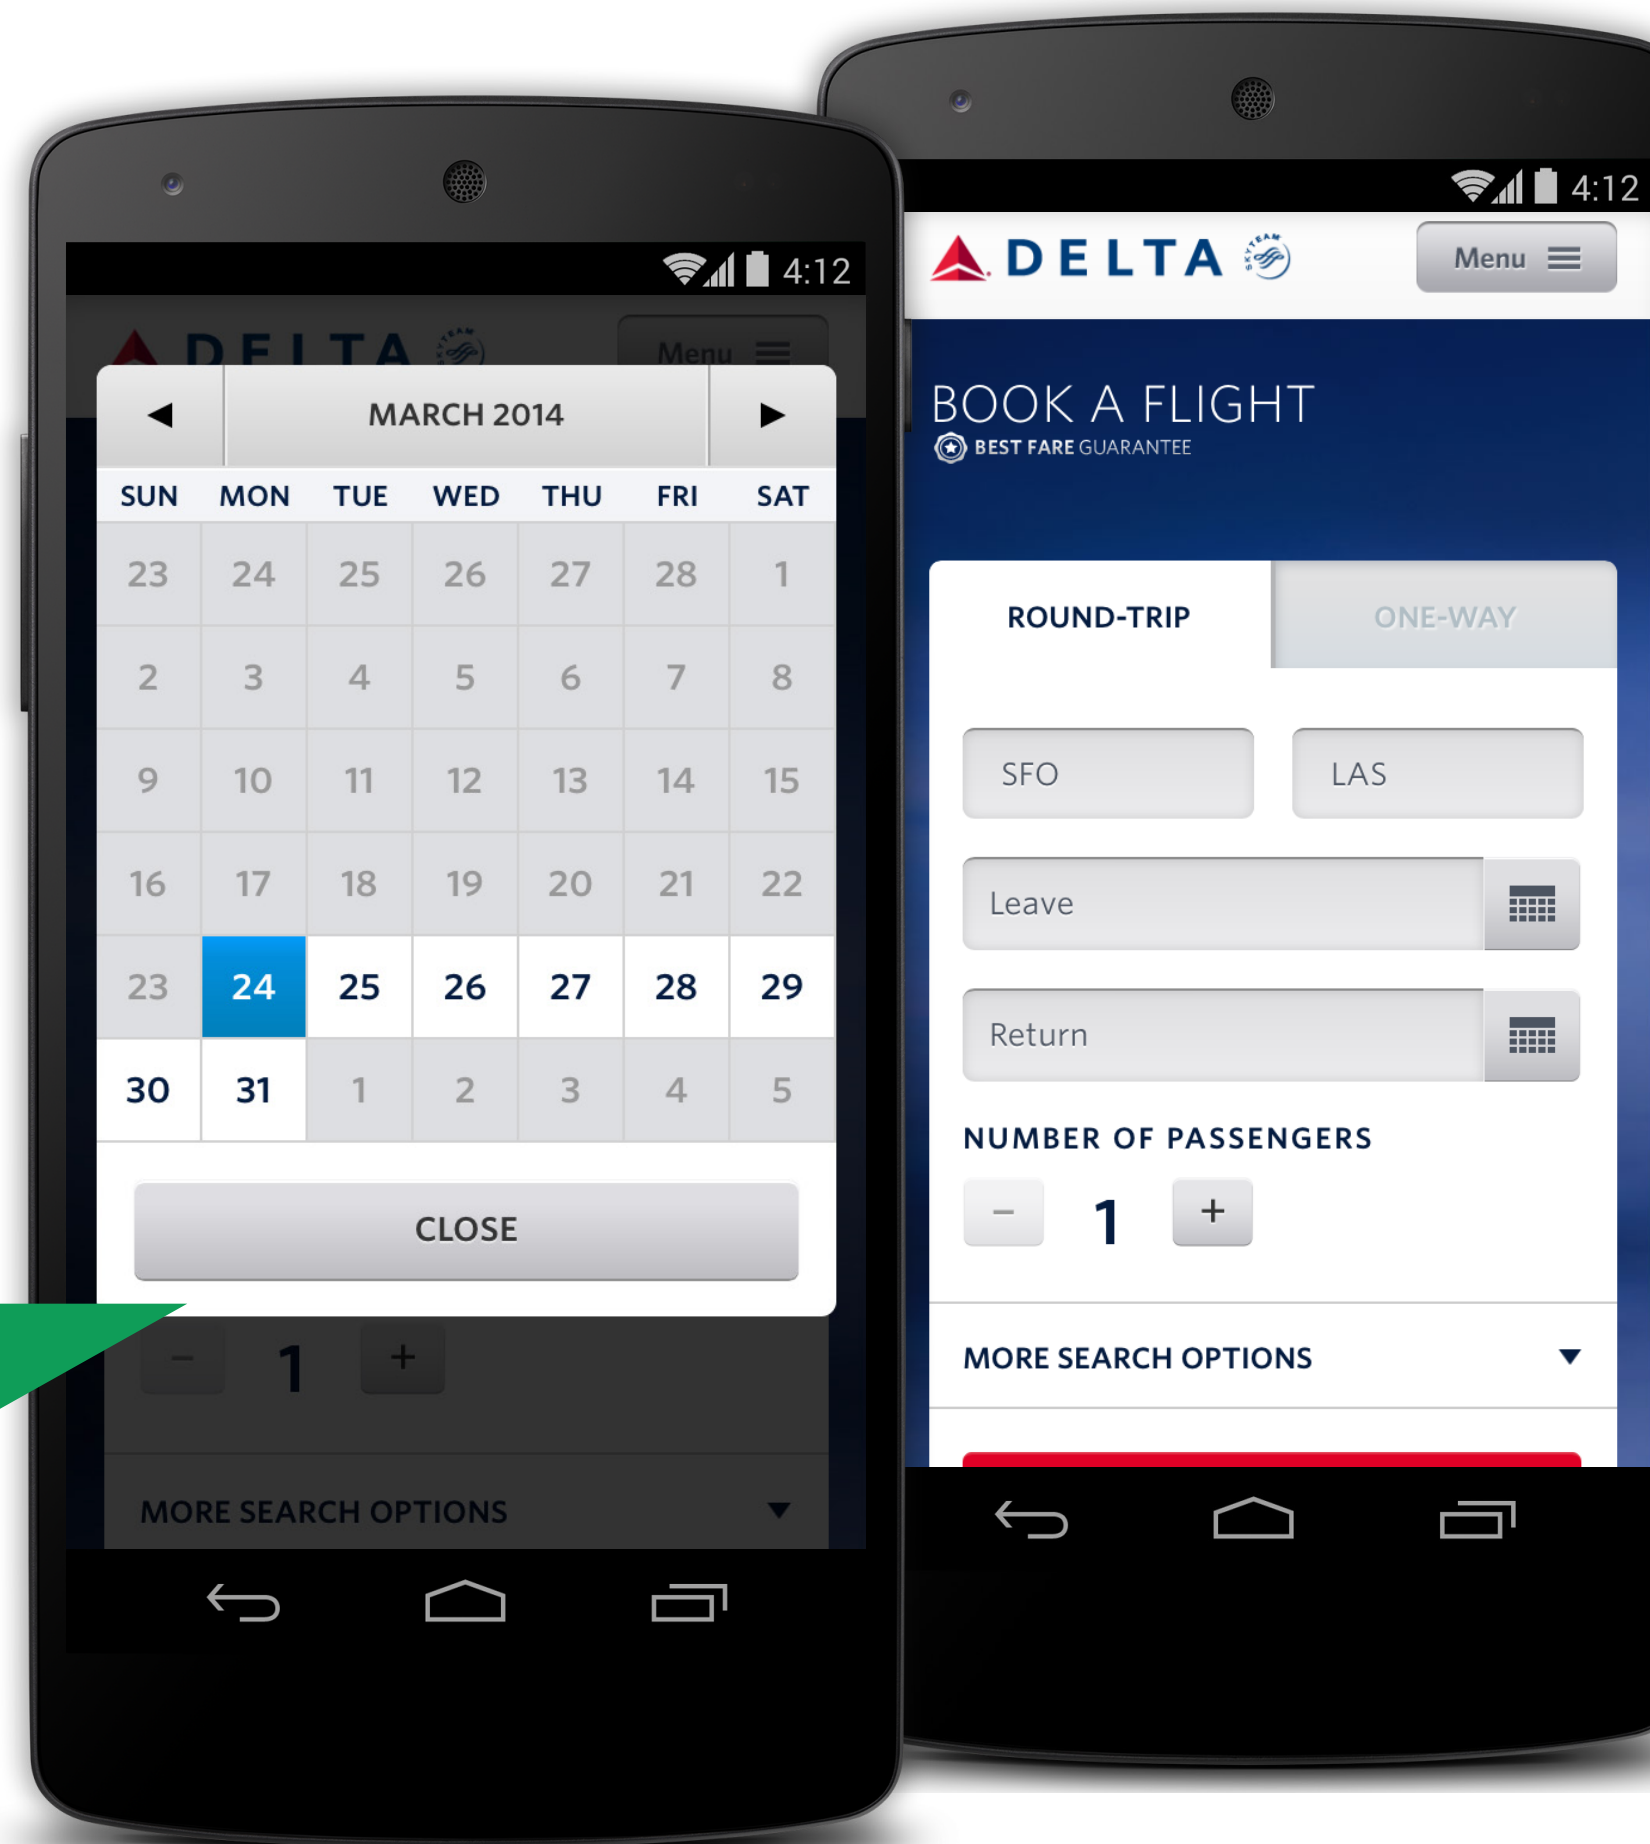 4:12
DELTA
SKYTEAM
Menu
MARCH 2014
SUN MON TUE WED THU FRI SAT
23 24 25 26 27 28 1
2 3 4 5 6 7 8
9 10 11 12 13 14 15
16 17 18 19 20 21 22
23 24 25 26 27 28 29
30 31 1 2 3 4 5
CLOSE
- 1 +
MORE SEARCH OPTIONS
4:12
DELTA
SKYTEAM
Menu
BOOK A FLIGHT
BEST FARE GUARANTEE
ROUND-TRIP ONE-WAY
SFO LAS
Leave
Return
NUMBER OF PASSENGERS
- 1 +
MORE SEARCH OPTIONS